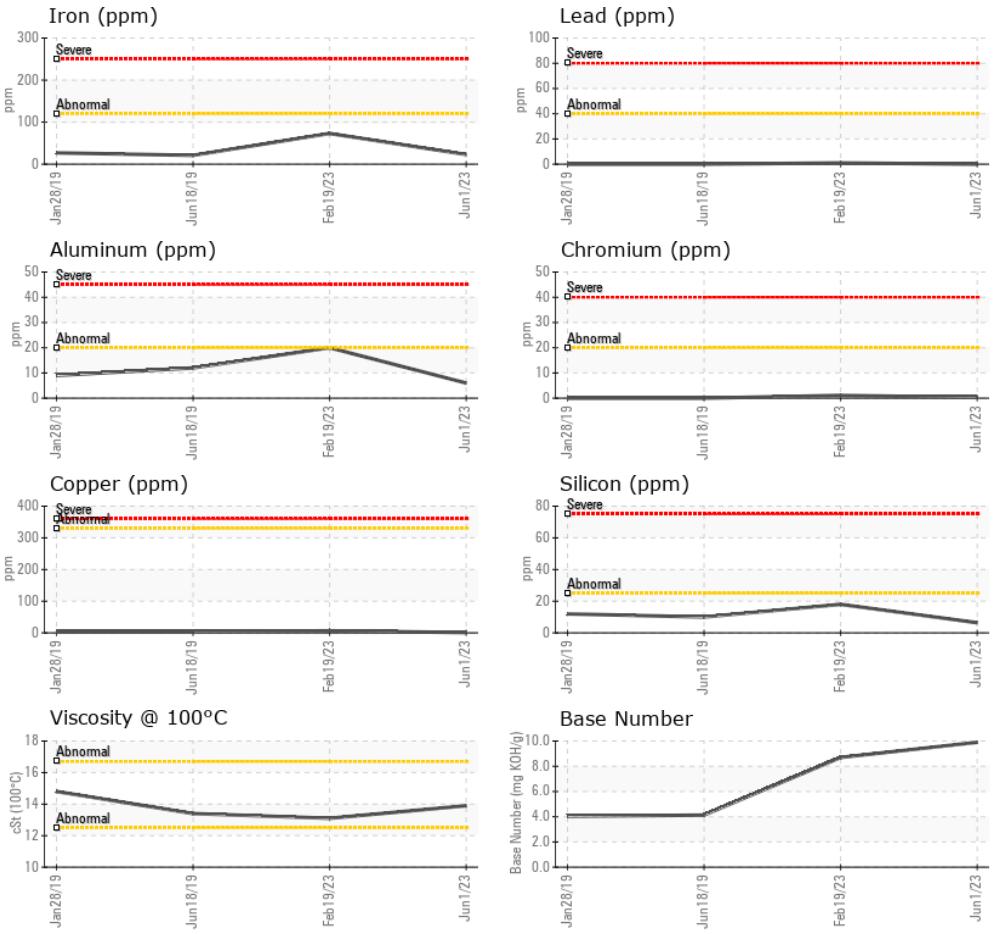 Iron (ppm)
300
200
100
0
ppm
Severe
Abnormal
Jan28/19
Jun18/19
Feb19/23
Jun1/23
Lead (ppm)
100
80
60
40
20
0
ppm
Severe
Abnormal
Jan28/19
Jun18/19
Feb19/23
Jun1/23
Aluminum (ppm)
50
40
30
20
10
0
ppm
Severe
Abnormal
Jan28/19
Jun18/19
Feb19/23
Jun1/23
Chromium (ppm)
50
40
30
20
10
0
ppm
Severe
Abnormal
Jan28/19
Jun18/19
Feb19/23
Jun1/23
Copper (ppm)
400
300
200
100
0
ppm
Severe
Abnormal
Jan28/19
Jun18/19
Feb19/23
Jun1/23
Silicon (ppm)
80
60
40
20
0
ppm
Severe
Abnormal
Jan28/19
Jun18/19
Feb19/23
Jun1/23
Viscosity @ 100°C
18
16
14
12
10
cSt (100°C)
Abnormal
Abnormal
Jan28/19
Jun18/19
Feb19/23
Jun1/23
Base Number
10.0
8.0
6.0
4.0
2.0
0.0
Base Number (mg KOH/g)
Jan28/19
Jun18/19
Feb19/23
Jun1/23